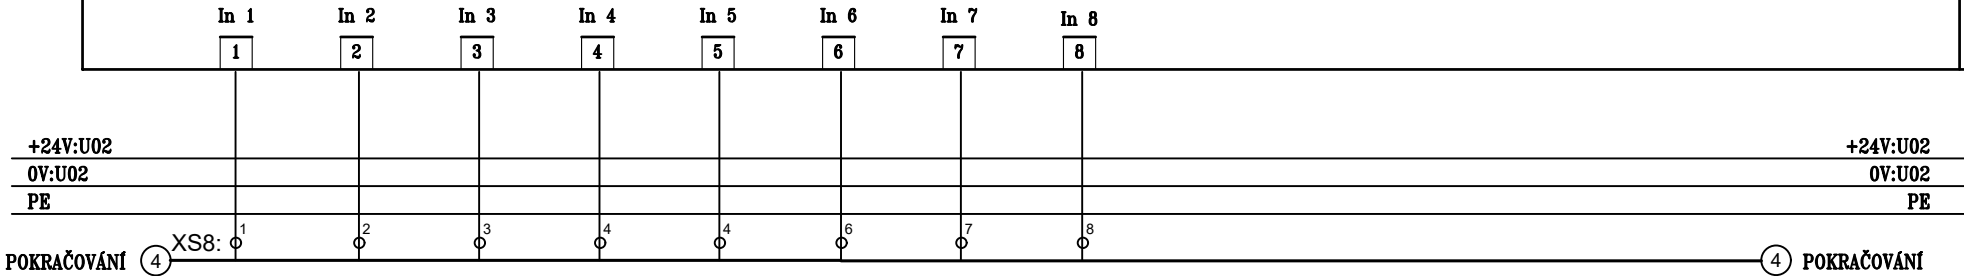 In 1 In 2 In 3 In 4 In 5 In 6 In 7 In 8
1 2 3 4 5 6 7 8
+24V:U02 +24V:U02
0V:U02 0V:U02
PE PE
XS8: 1 2 3 4 4 6 7 8
POKRAČOVÁNÍ 4 4 POKRAČOVÁNÍ